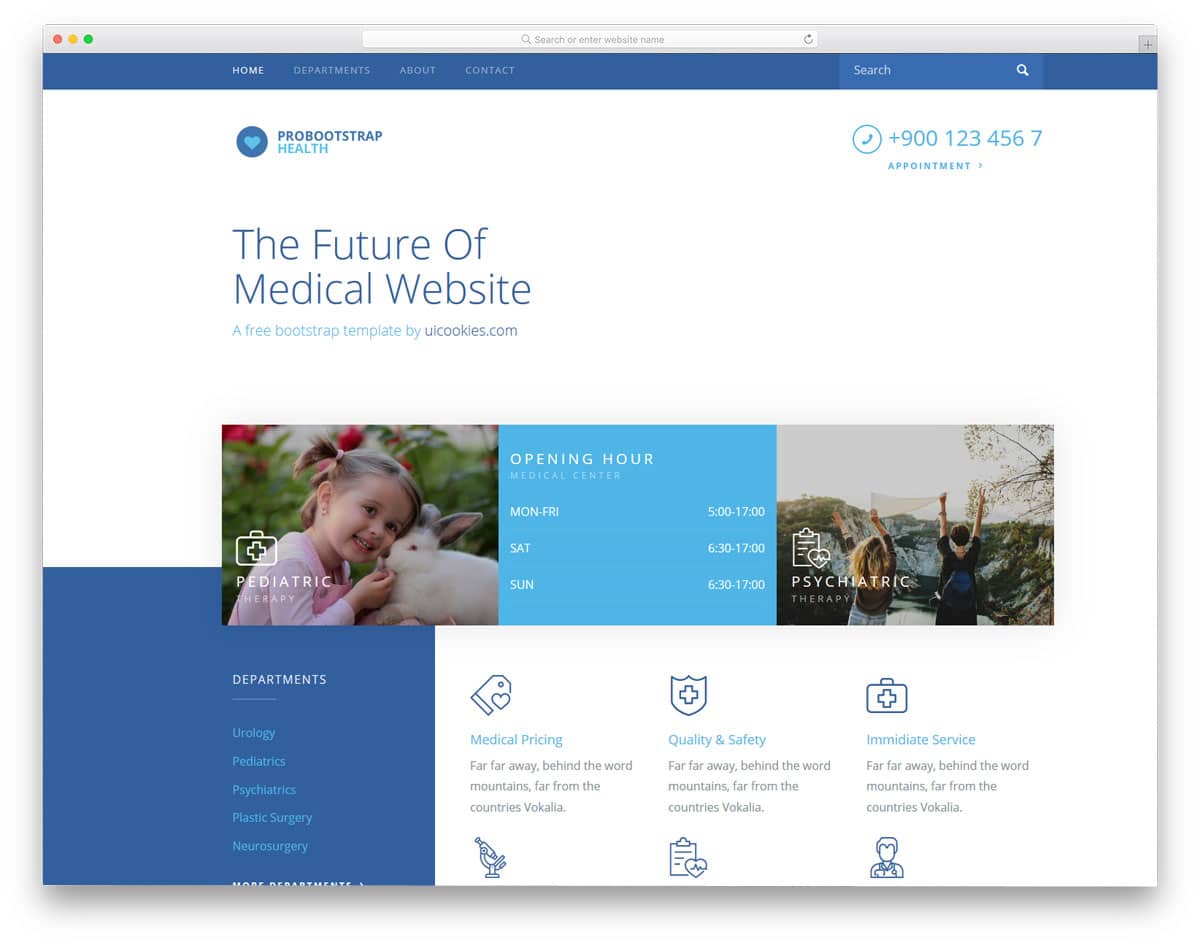 Search or enter website name
HOME DEPARTMENTS ABOUT CONTACT Search
PROBOOTSTRAP
HEALTH
+900 123 456 7
APPOINTMENT >
The Future Of
Medical Website
A free bootstrap template by uicookies.com
PEDIATRIC
THERAPY
OPENING HOUR
MEDICAL CENTER
MON-FRI 5:00-17:00
SAT 6:30-17:00
SUN 6:30-17:00
PSYCHIATRIC
THERAPY
DEPARTMENTS
Urology
Pediatrics
Psychiatrics
Plastic Surgery
Neurosurgery
MORE DEPARTMENTS >
Medical Pricing
Far far away, behind the word
mountains, far from the
countries Vokalia.
Quality & Safety
Far far away, behind the word
mountains, far from the
countries Vokalia.
Immidiate Service
Far far away, behind the word
mountains, far from the
countries Vokalia.